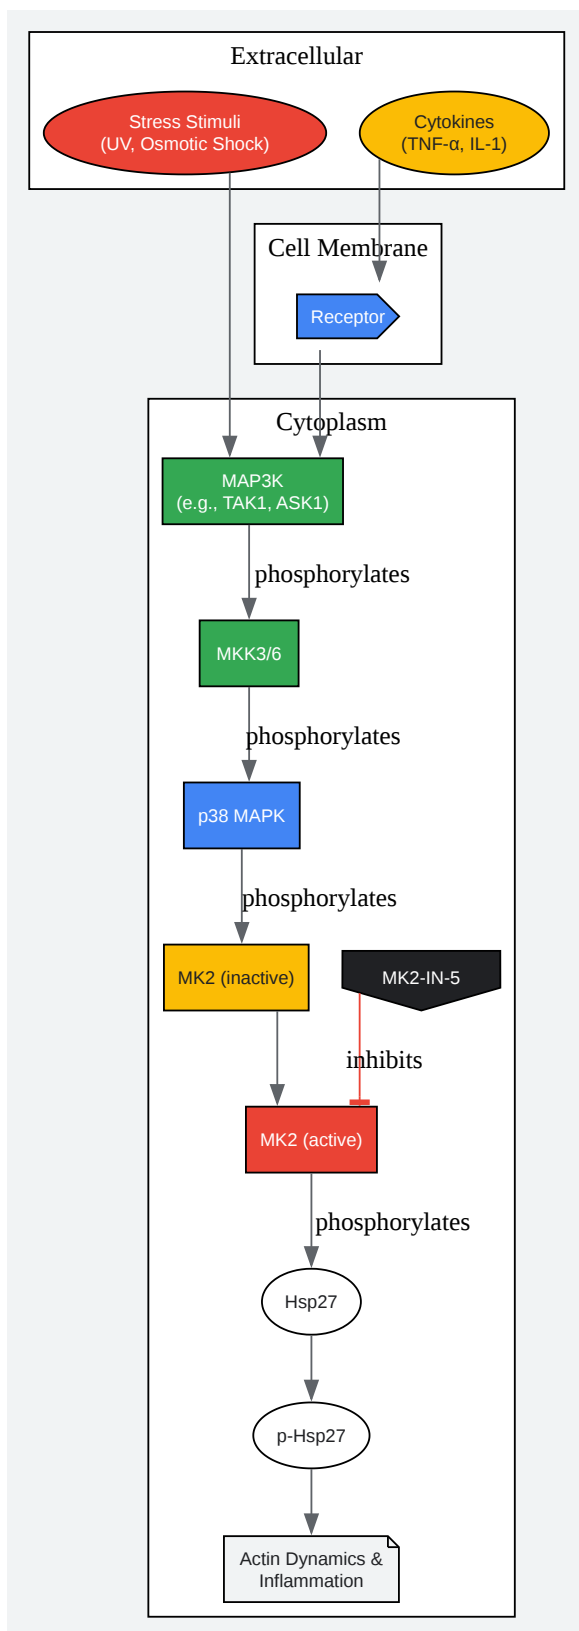 Extracellular
Stress Stimuli
(UV, Osmotic Shock)
Cytokines
(TNF-α, IL-1)
Cell Membrane
Receptor
Cytoplasm
MAP3K
(e.g., TAK1, ASK1)
phosphorylates
MKK3/6
phosphorylates
p38 MAPK
phosphorylates
MK2 (inactive)
MK2-IN-5
inhibits
MK2 (active)
phosphorylates
Hsp27
p-Hsp27
Actin Dynamics &
Inflammation